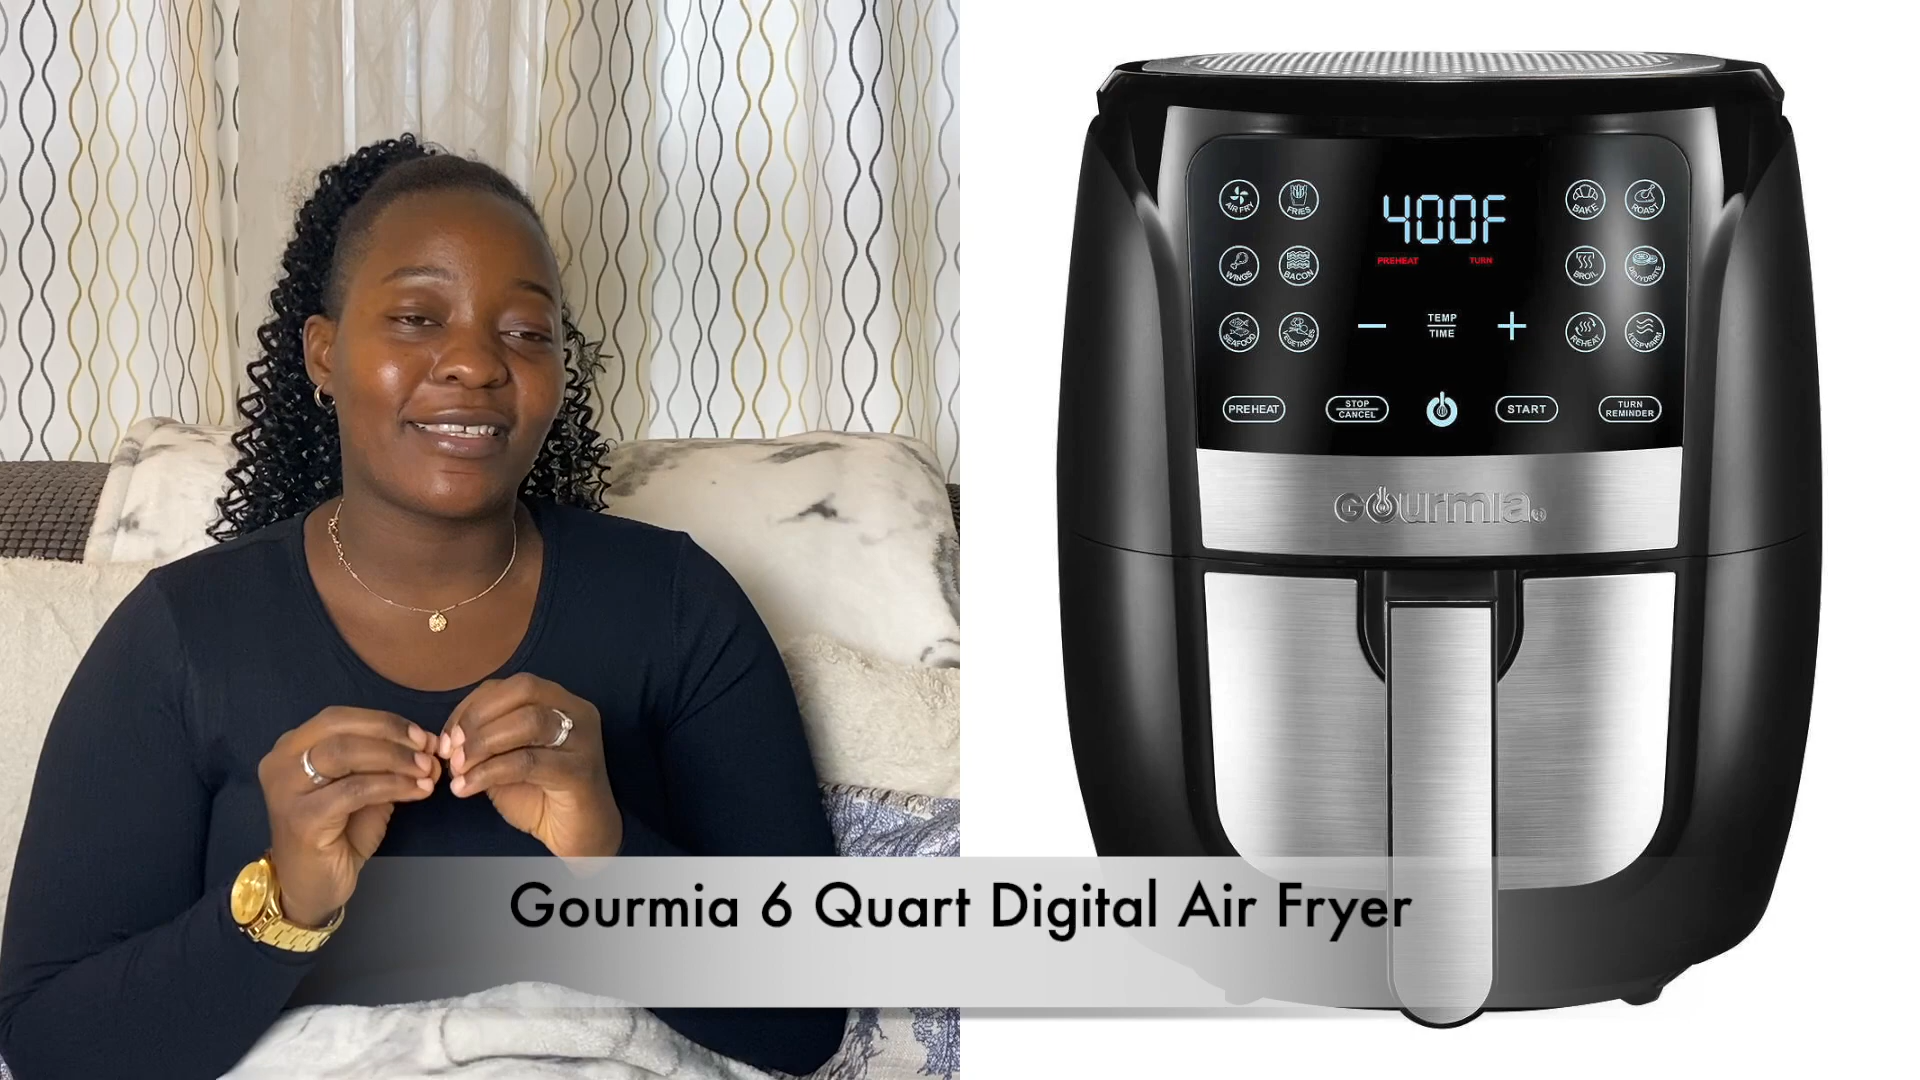 400F
PREHEAT TURN
AIR FRY
FRIES
BAKE
ROAST
WINGS
BACON
BROIL
DEHYDRATE
SEAFOOD
VEGETABLES
TEMP
TIME
REHEAT
KEEP WARM
PREHEAT
STOP
CANCEL
START
TURN
REMINDER
Gourmia
Gourmia 6 Quart Digital Air Fryer